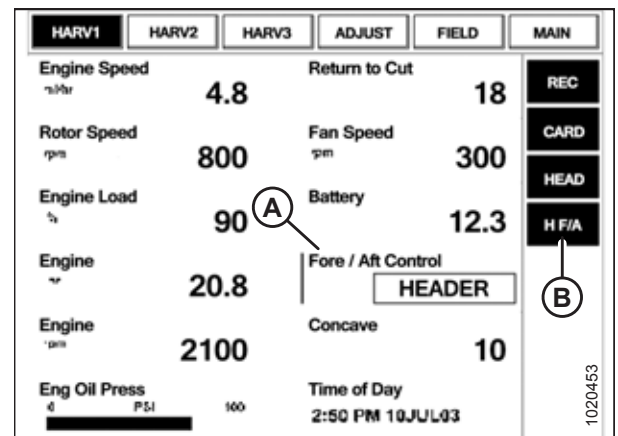 HARV1 HARV2 HARV3 ADJUST FIELD MAIN
Engine Speed Return to Cut REC
4.8 18
Rotor Speed Fan Speed CARD
rpm rpm
800 300
HEAD
Engine Load Battery
% A H F/A
90 12.3
Engine Fore / Aft Control
20.8 HEADER B
Engine Concave
rpm
2100 10
Eng Oil Press Time of Day
0 PSI 100
2:50 PM 10JUL03
1020453